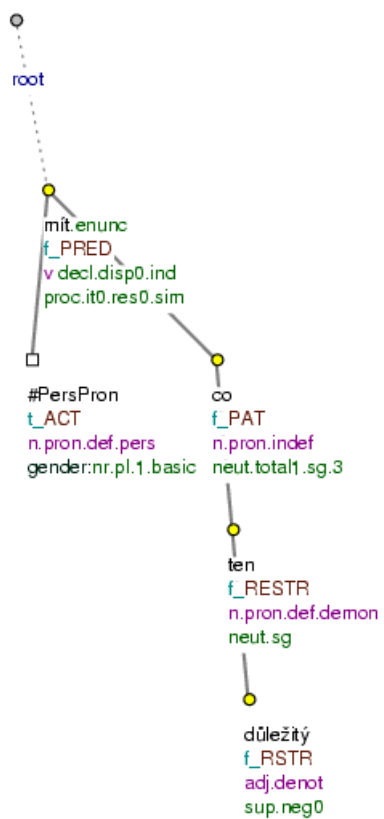 root
mít.enunc
f_PRED
v decl.disp0.ind
proc.it0.res0.sim
#PersPron
t_ACT
n.pron.def.pers
gender:nr.pl.1.basic
co
f_PAT
n.pron.indef
neut.total1.sg.3
ten
f_RESTR
n.pron.def.demon
neut.sg
důležitý
f_RSTR
adj.denot
sup.neg0